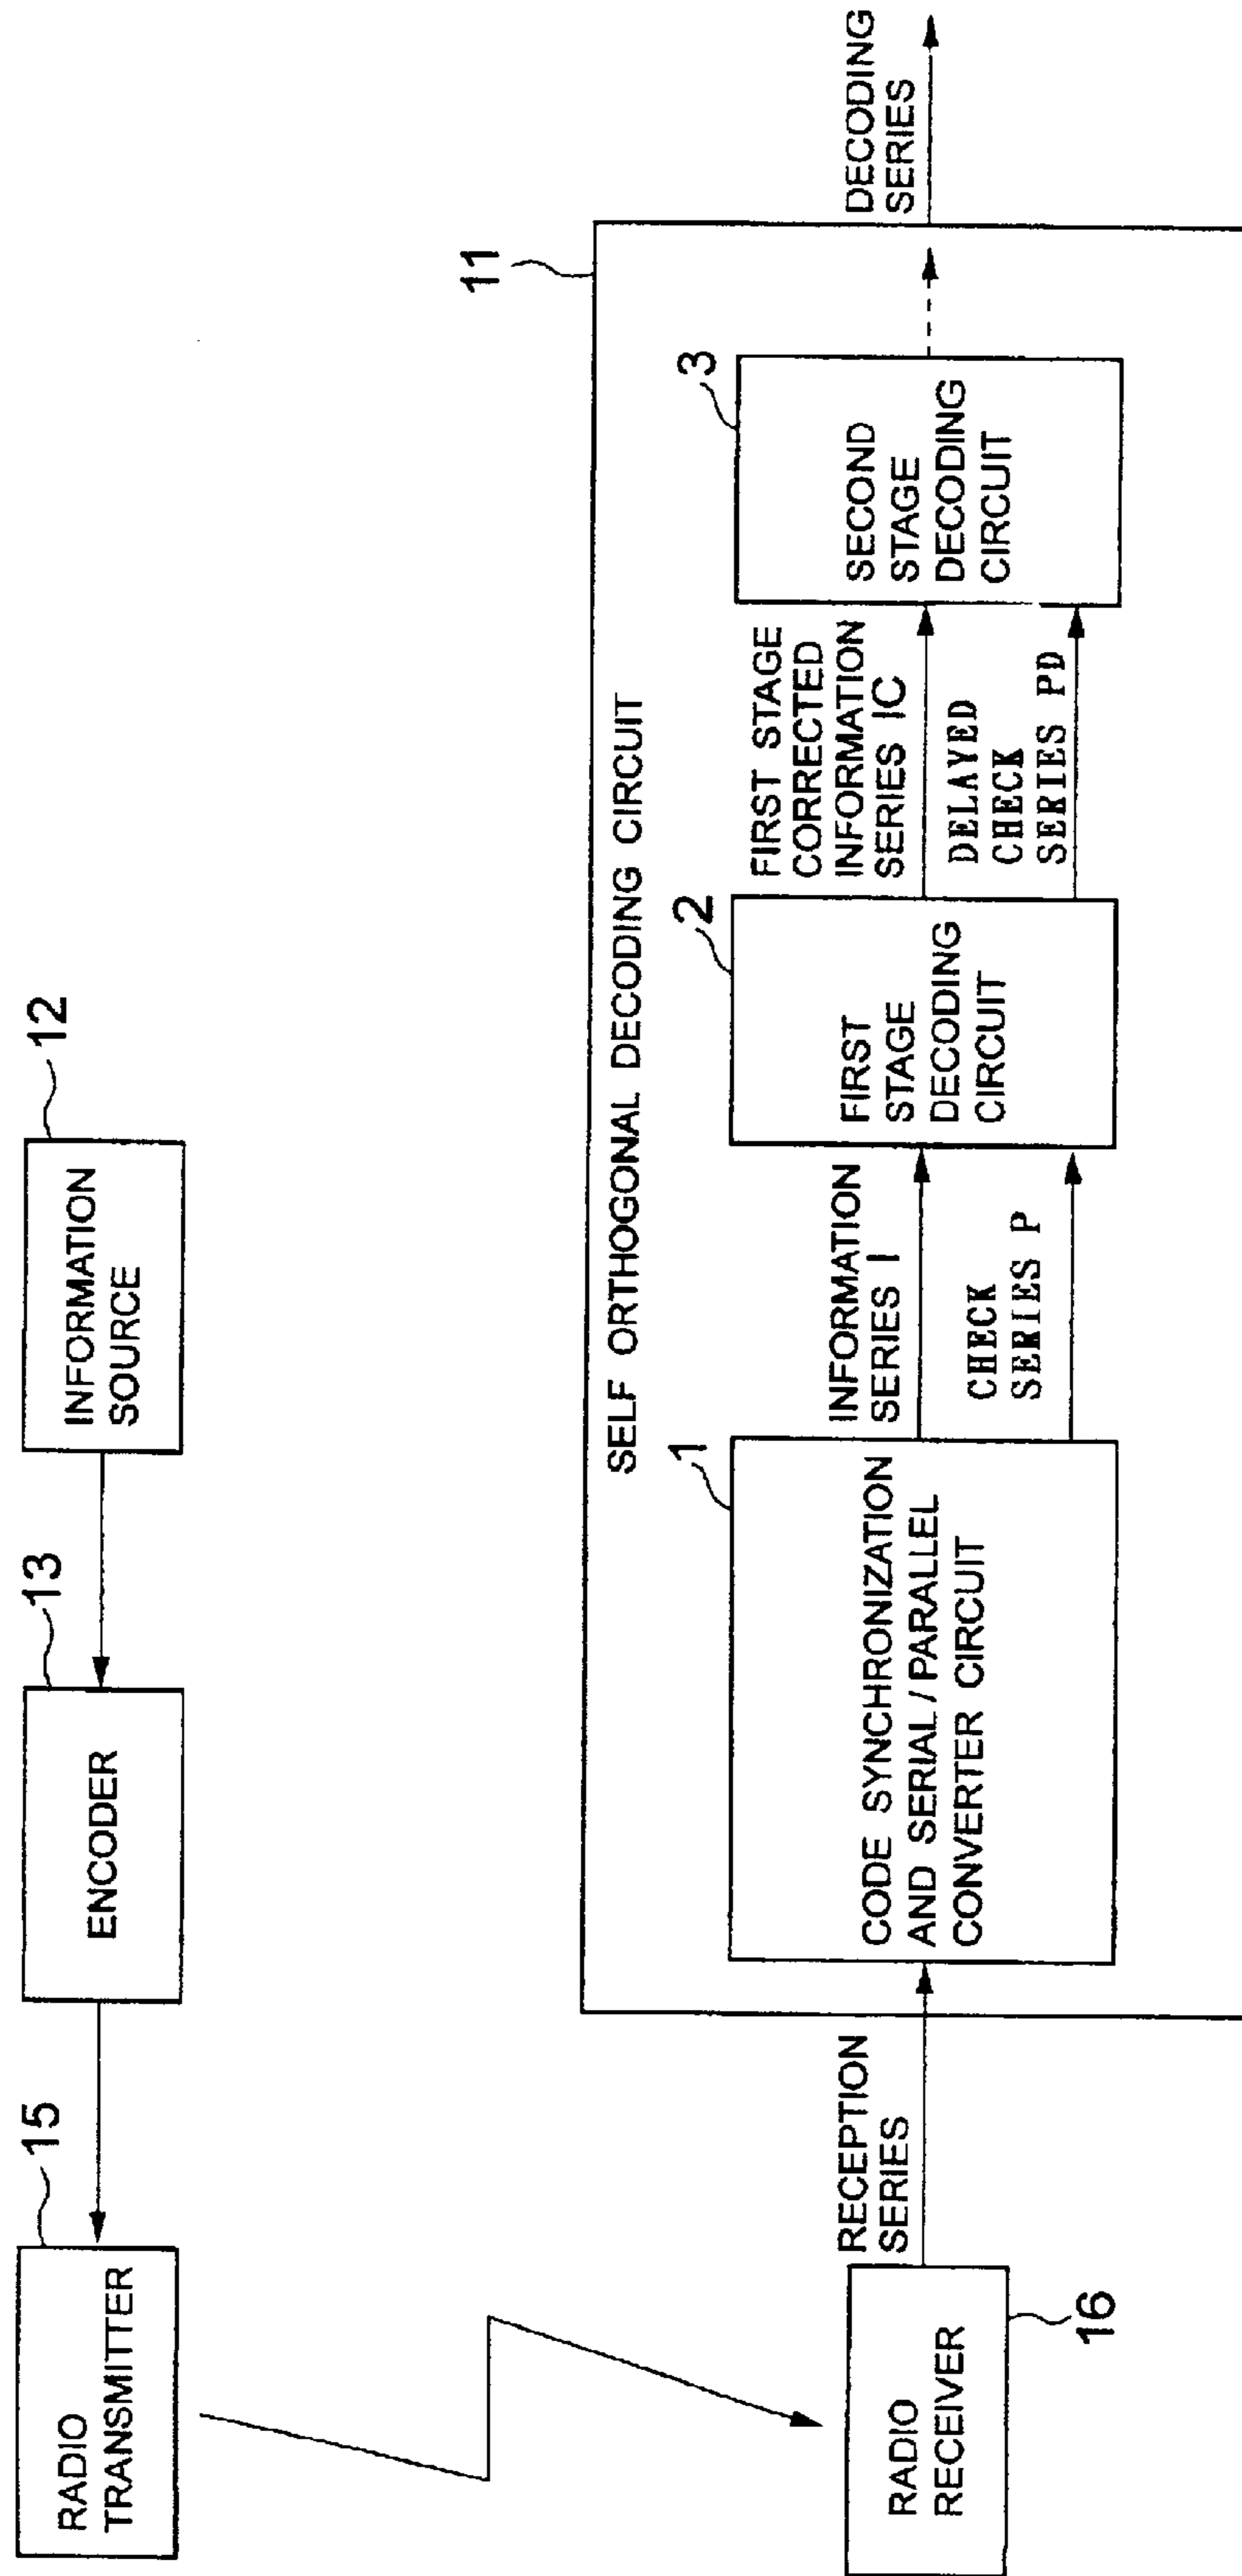 12
INFORMATION
SOURCE
13
ENCODER
15
RADIO
TRANSMITTER
16
RADIO
RECEIVER
RECEPTION
SERIES
11
SELF ORTHOGONAL DECODING CIRCUIT
1
CODE SYNCHRONIZATION
AND SERIAL/PARALLEL
CONVERTER CIRCUIT
INFORMATION
SERIES I
CHECK
SERIES P
2
FIRST
STAGE
DECODING
CIRCUIT
FIRST STAGE
CORRECTED
INFORMATION
SERIES IC
DELAYED
CHECK
SERIES PD
3
SECOND
STAGE
DECODING
CIRCUIT
DECODING
SERIES